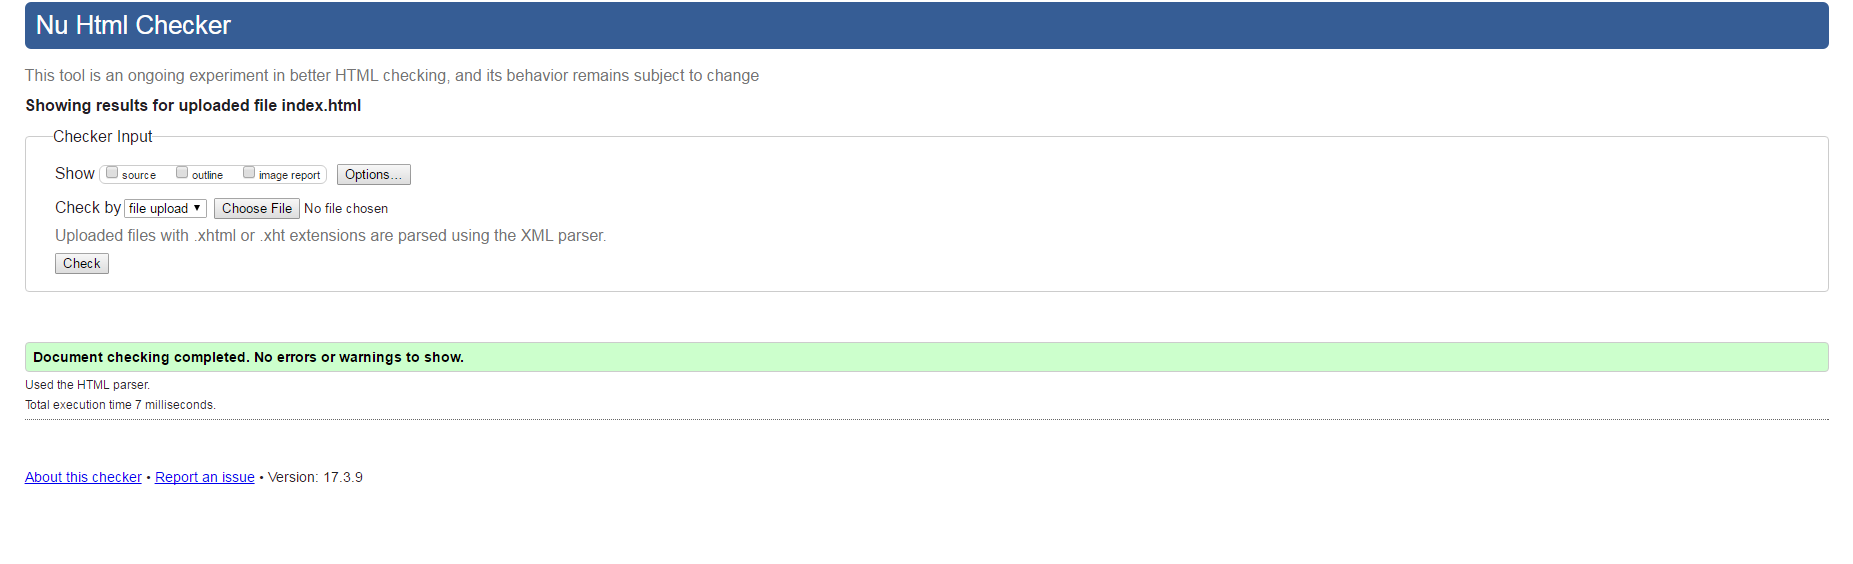 Nu Html Checker
This tool is an ongoing experiment in better HTML checking, and its behavior remains subject to change
Showing results for uploaded file index.html
Checker Input
Show source outline image report Options...
Check by file upload Choose File No file chosen
Uploaded files with .xhtml or .xht extensions are parsed using the XML parser.
Check
Document checking completed. No errors or warnings to show.
Used the HTML parser.
Total execution time 7 milliseconds.
About this checker • Report an issue • Version: 17.3.9